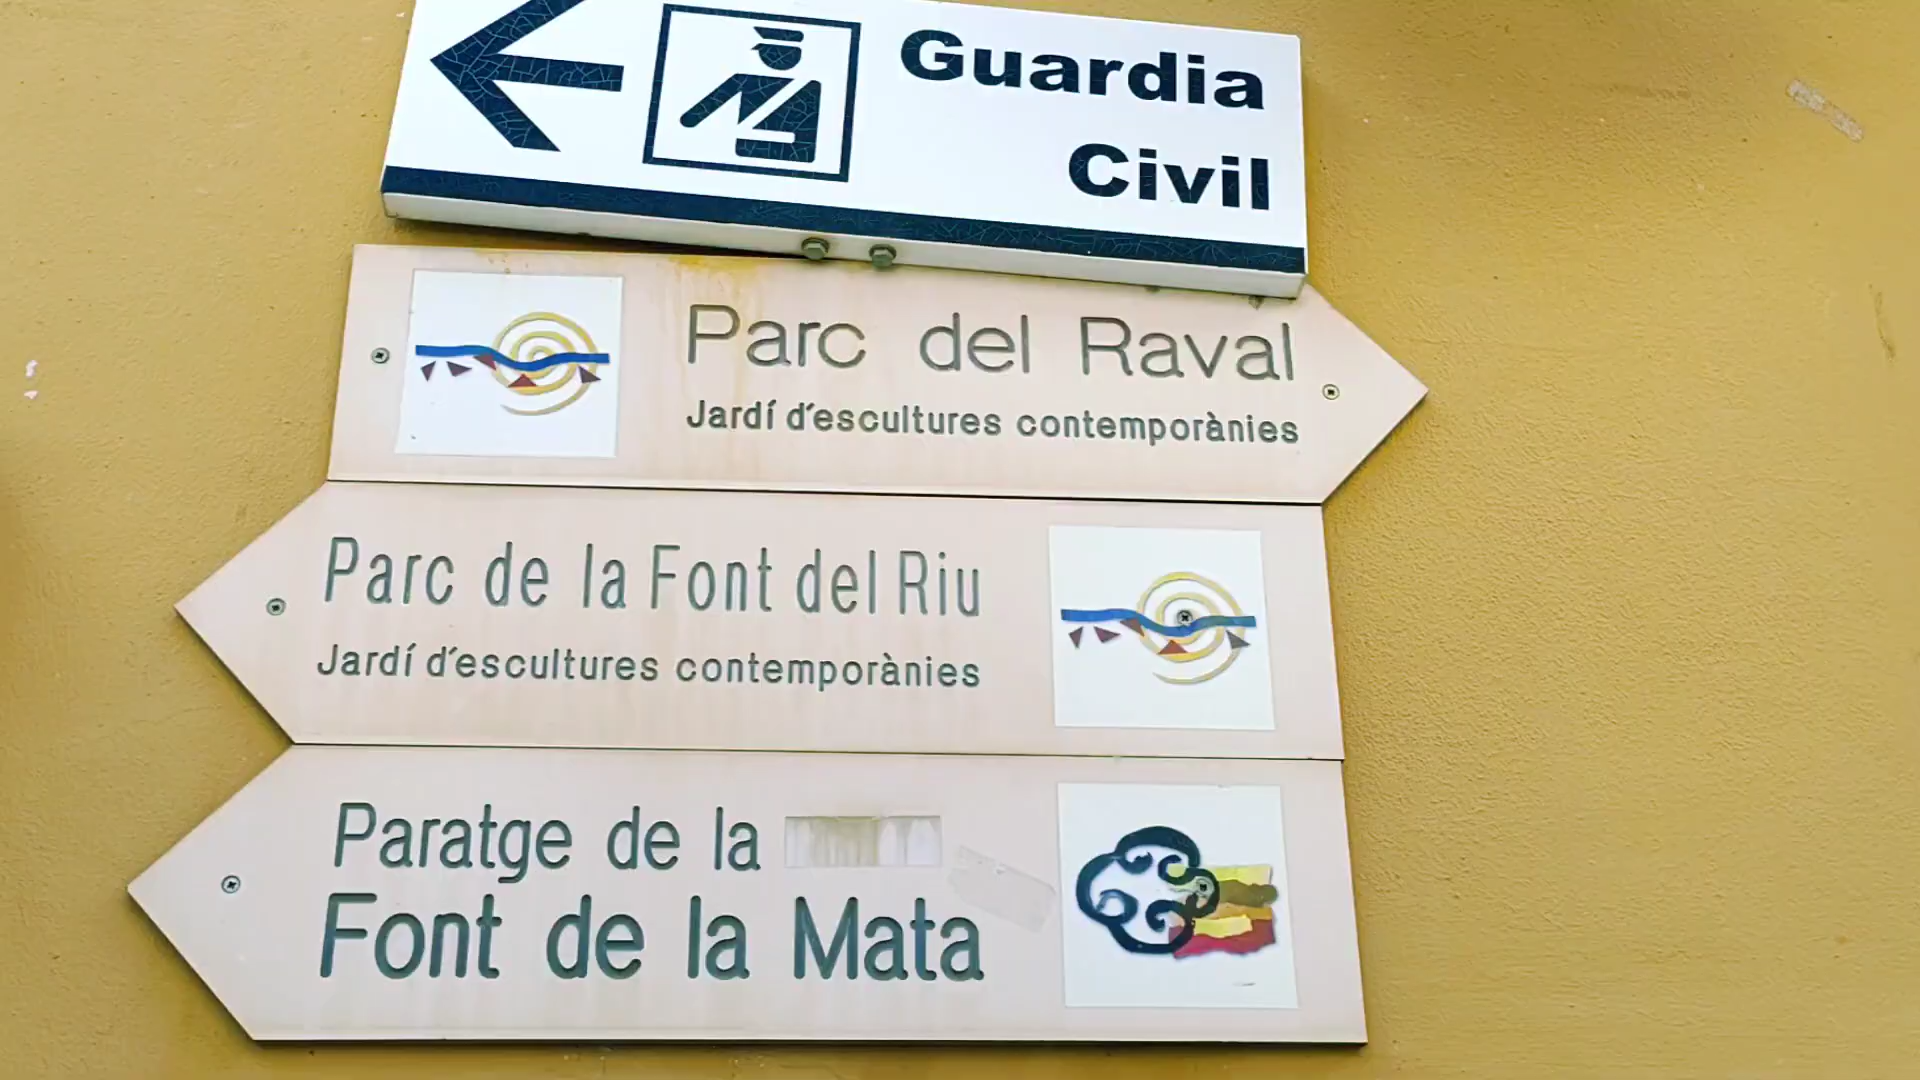 Guardia
Civil
Parc del Raval
Jardí d'escultures contemporànies
Parc de la Font del Riu
Jardí d'escultures contemporànies
Paratge de la
Font de la Mata